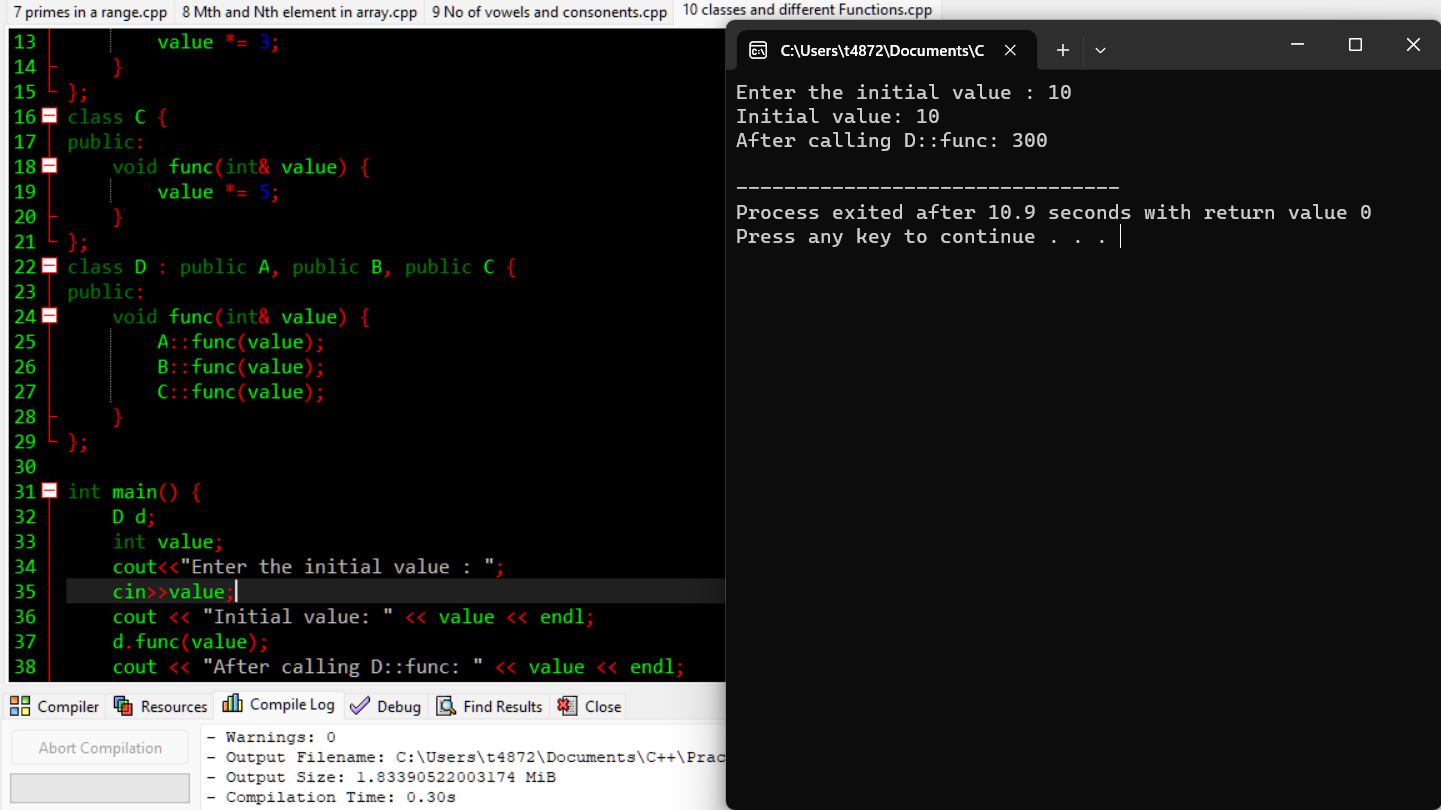 7 primes in a range.cpp 8 Mth and Nth element in array.cpp 9 No of vowels and consonents.cpp 10 classes and different Functions.cpp
13 value *= 3;
14 }
15 };
16 class C {
17 public:
18 void func(int& value) {
19 value *= 5;
20 }
21 };
22 class D : public A, public B, public C {
23 public:
24 void func(int& value) {
25 A::func(value);
26 B::func(value);
27 C::func(value);
28 }
29 };
30
31 int main() {
32 D d;
33 int value;
34 cout<<"Enter the initial value : ";
35 cin>>value;
36 cout << "Initial value: " << value << endl;
37 d.func(value);
38 cout << "After calling D::func: " << value << endl;
Compiler Resources Compile Log Debug Find Results Close
Abort Compilation
- Warnings: 0
- Output Filename: C:\Users\t4872\Documents\C++\Prac
- Output Size: 1.83390522003174 MiB
- Compilation Time: 0.30s
C:\Users\t4872\Documents\C
Enter the initial value : 10
Initial value: 10
After calling D::func: 300
--------------------------------
Process exited after 10.9 seconds with return value 0
Press any key to continue . . .